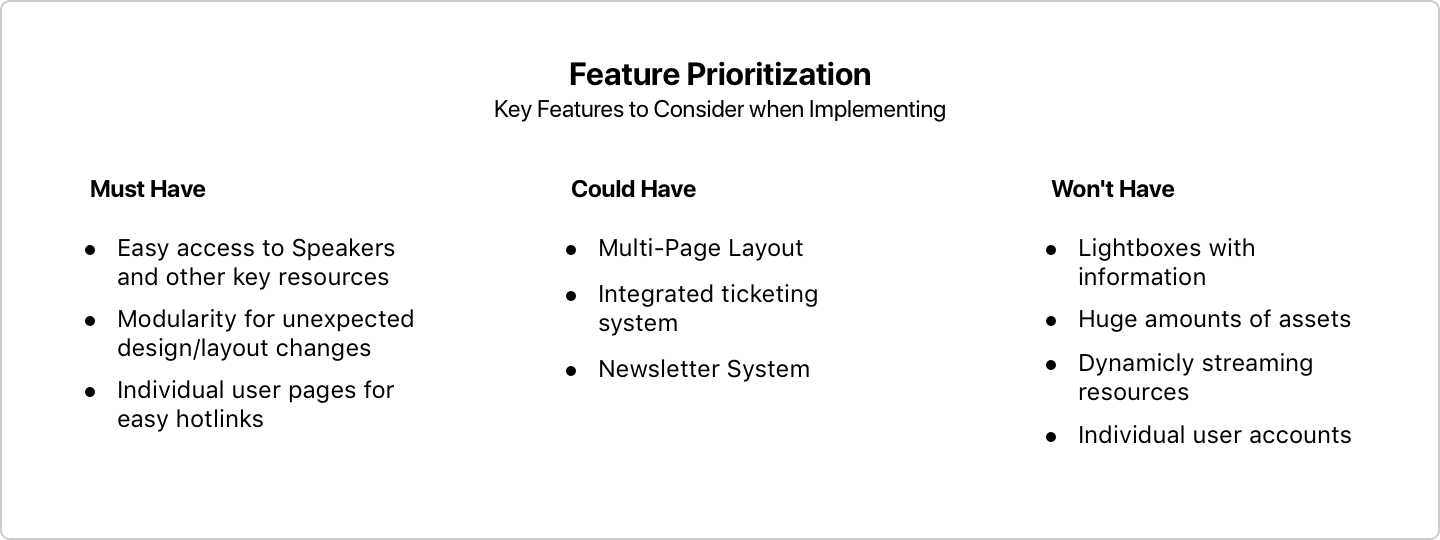 Feature Prioritization
Key Features to Consider when Implementing
Must Have
• Easy access to Speakers
and other key resources
• Modularity for unexpected
design/layout changes
• Individual user pages for
easy hotlinks
Could Have
• Multi-Page Layout
• Integrated ticketing
system
• Newsletter System
Won't Have
• Lightboxes with
information
• Huge amounts of assets
• Dynamicly streaming
resources
• Individual user accounts